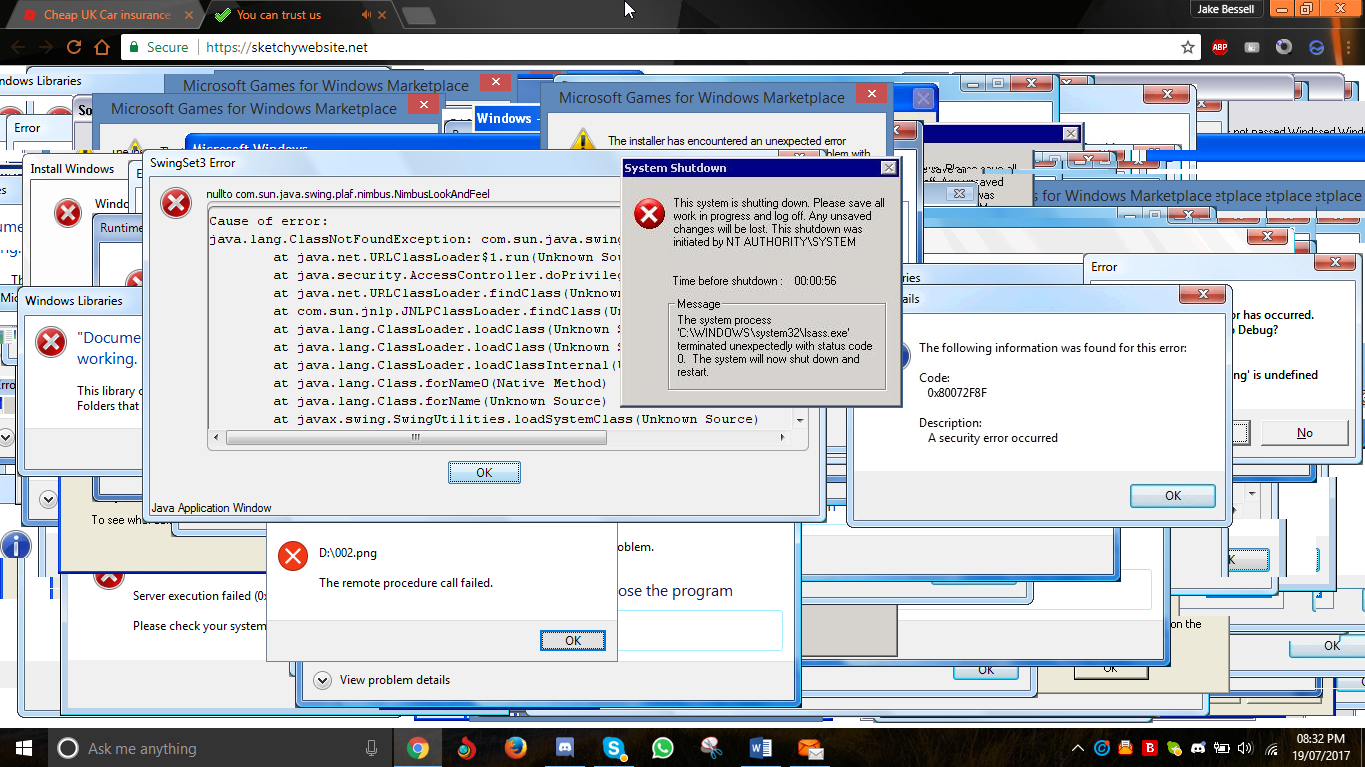 Cheap UK Car insurance
You can trust us
Jake Bessell
Secure
https://sketchywebsite.net
ABP
Windows Libraries
Microsoft Games for Windows Marketplace
Microsoft Games for Windows Marketplace
Microsoft Games for Windows Marketplace
Windows -
Error
The installer has encountered an unexpected error
Microsoft Windows
Install Windows
SwingSet3 Error
nullto com.sun.java.swing.plaf.nimbus.NimbusLookAndFeel
Cause of error:
java.lang.ClassNotFoundException: com.sun.java.swing
at java.net.URLClassLoader$1.run(Unknown Sou
at java.security.AccessController.doPrivileg
at java.net.URLClassLoader.findClass(Unknown
at com.sun.jnlp.JNLPClassLoader.findClass(Un
at java.lang.ClassLoader.loadClass(Unknown S
at java.lang.ClassLoader.loadClass(Unknown S
at java.lang.ClassLoader.loadClassInternal(U
at java.lang.Class.forName0(Native Method)
at java.lang.Class.forName(Unknown Source)
at javax.swing.SwingUtilities.loadSystemClass(Unknown Source)
OK
Java Application Window
System Shutdown
This system is shutting down. Please save all
work in progress and log off. Any unsaved
changes will be lost. This shutdown was
initiated by NT AUTHORITY\SYSTEM
Time before shutdown : 00:00:56
Message
The system process
'C:\WINDOWS\system32\lsass.exe'
terminated unexpectedly with status code
0. The system will now shut down and
restart.
s for Windows Marketplace
etplace
etplace
Runtime
Windows Libraries
"Docume
working.
This library c
Folders that
Error
or has occurred.
o Debug?
ng' is undefined
No
ails
The following information was found for this error:
Code:
0x80072F8F
Description:
A security error occurred
OK
D:\002.png
The remote procedure call failed.
OK
Server execution failed (0x
Please check your system
oblem.
ose the program
View problem details
on the
OK
OK
OK
Ask me anything
08:32 PM
19/07/2017